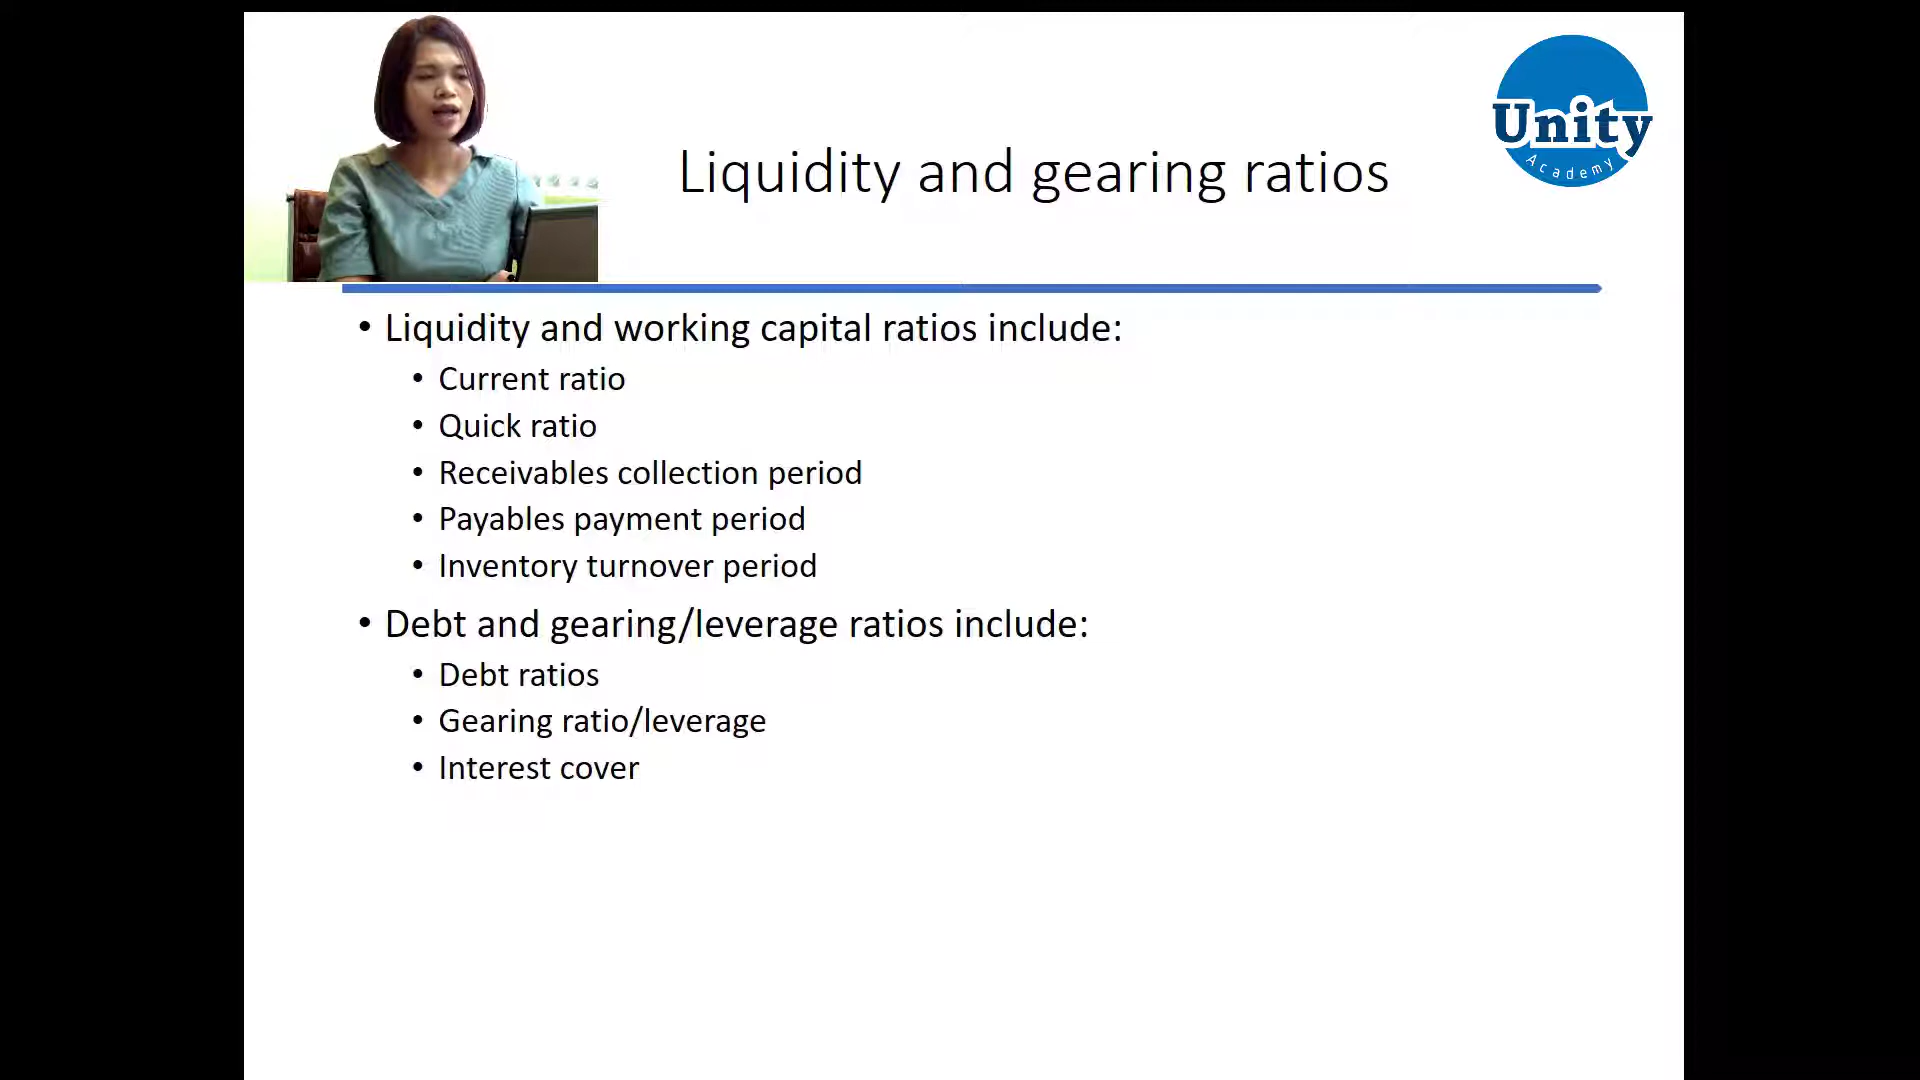 Unity
Academy
Liquidity and gearing ratios
• Liquidity and working capital ratios include:
• Current ratio
• Quick ratio
• Receivables collection period
• Payables payment period
• Inventory turnover period
• Debt and gearing/leverage ratios include:
• Debt ratios
• Gearing ratio/leverage
• Interest cover